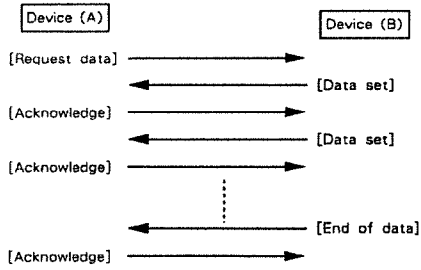 Device (A)
Device (B)
[Request data]
[Data set]
[Acknowledge]
[Data set]
[Acknowledge]
[End of data]
[Acknowledge]